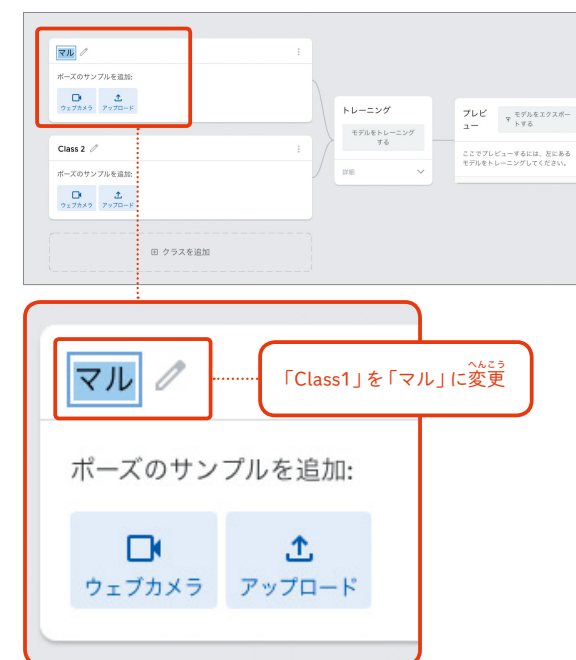 マル
ポーズのサンプルを追加:
ウェブカメラ アップロード
Class 2
ポーズのサンプルを追加:
ウェブカメラ アップロード
クラスを追加
トレーニング
モデルをトレーニング
する
詳細
プレビ
ュー
モデルをエクスポー
トする
ここでプレビューするには、左にある
モデルをトレーニングしてください。
マル
へんこう
「Class1」を「マル」に変更
ポーズのサンプルを追加:
ウェブカメラ アップロード